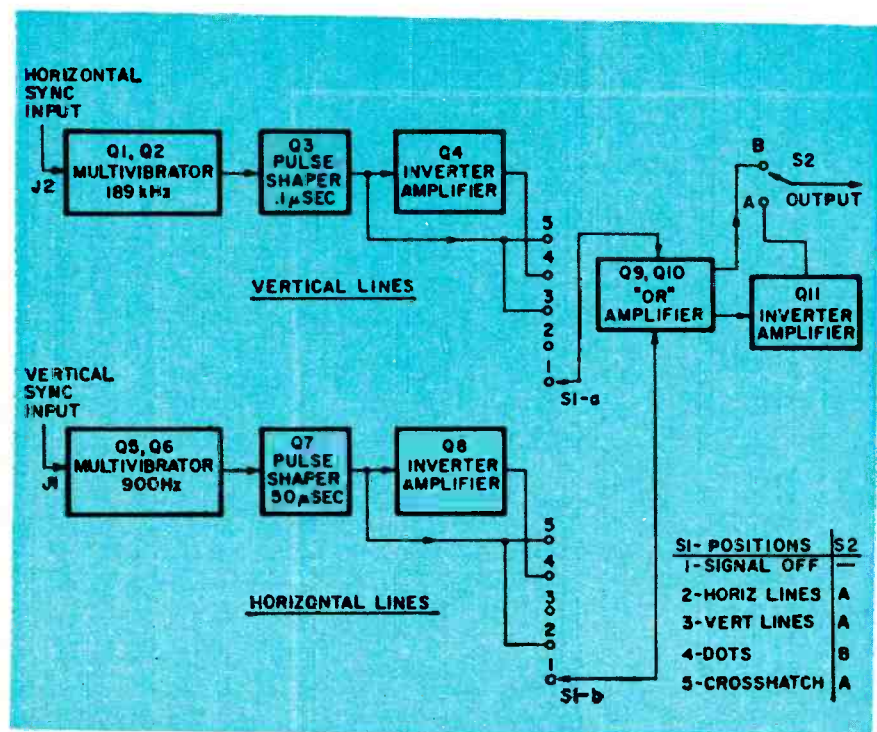 HORIZONTAL
SYNC
INPUT
J2
Q1, Q2
MULTIVIBRATOR
189 kHz
Q3
PULSE
SHAPER
.1µSEC
Q4
INVERTER
AMPLIFIER
5
4
3
2
1
S1-a
VERTICAL LINES
Q9, Q10
"OR"
AMPLIFIER
B
A
S2
OUTPUT
Q11
INVERTER
AMPLIFIER
VERTICAL
SYNC
INPUT
J1
Q5, Q6
MULTIVIBRATOR
900Hz
Q7
PULSE
SHAPER
50µSEC
Q8
INVERTER
AMPLIFIER
5
4
3
2
1
S1-b
HORIZONTAL LINES
S1- POSITIONS S2
1-SIGNAL OFF —
2-HORIZ LINES A
3-VERT LINES A
4-DOTS B
5-CROSSHATCH A